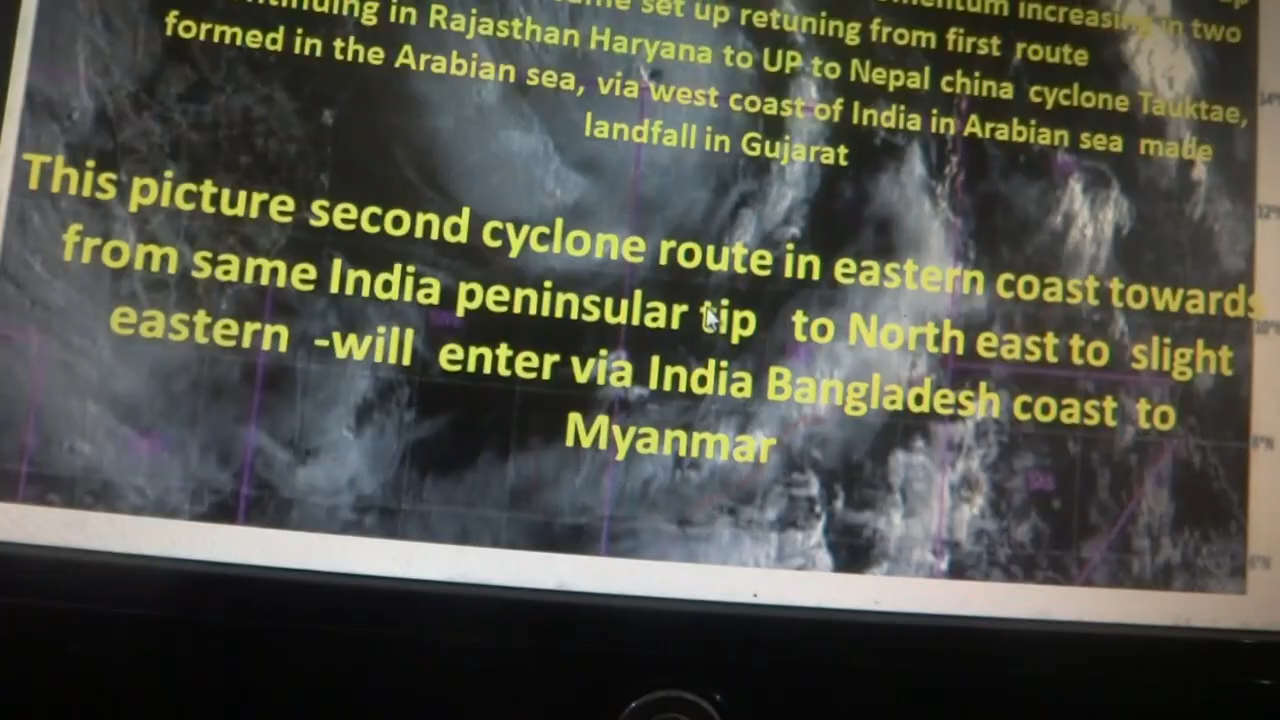 increasing in two
set up retuning from first route
in Rajasthan Haryana to UP to Nepal china cyclone Tauktae,
formed in the Arabian sea, via west coast of India in Arabian sea made
landfall in Gujarat
This picture second cyclone route in eastern coast towards
from same India peninsular tip to North east to slight
eastern -will enter via India Bangladesh coast to
Myanmar